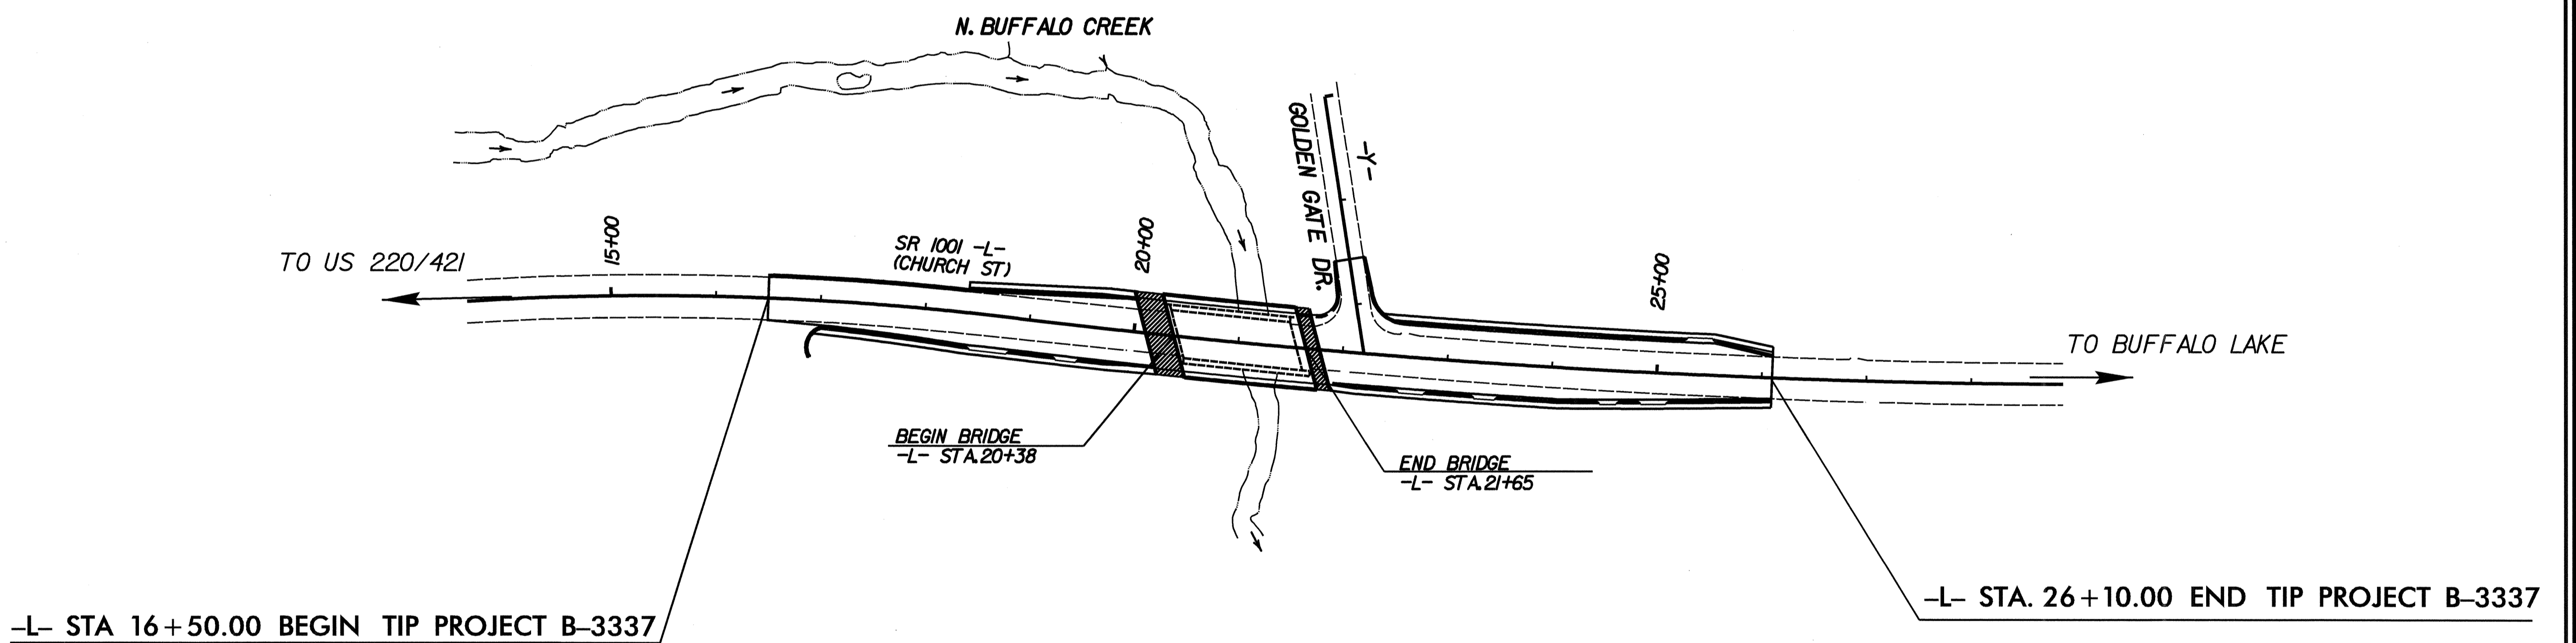 N. BUFFALO CREEK
GOLDEN GATE DR.
-Y-
15+00
20+00
25+00
SR 1001 -L-
(CHURCH ST)
TO US 220/421
TO BUFFALO LAKE
BEGIN BRIDGE
-L- STA.20+38
END BRIDGE
-L- STA.21+65
-L- STA 16+50.00 BEGIN TIP PROJECT B-3337
-L- STA. 26+10.00 END TIP PROJECT B-3337